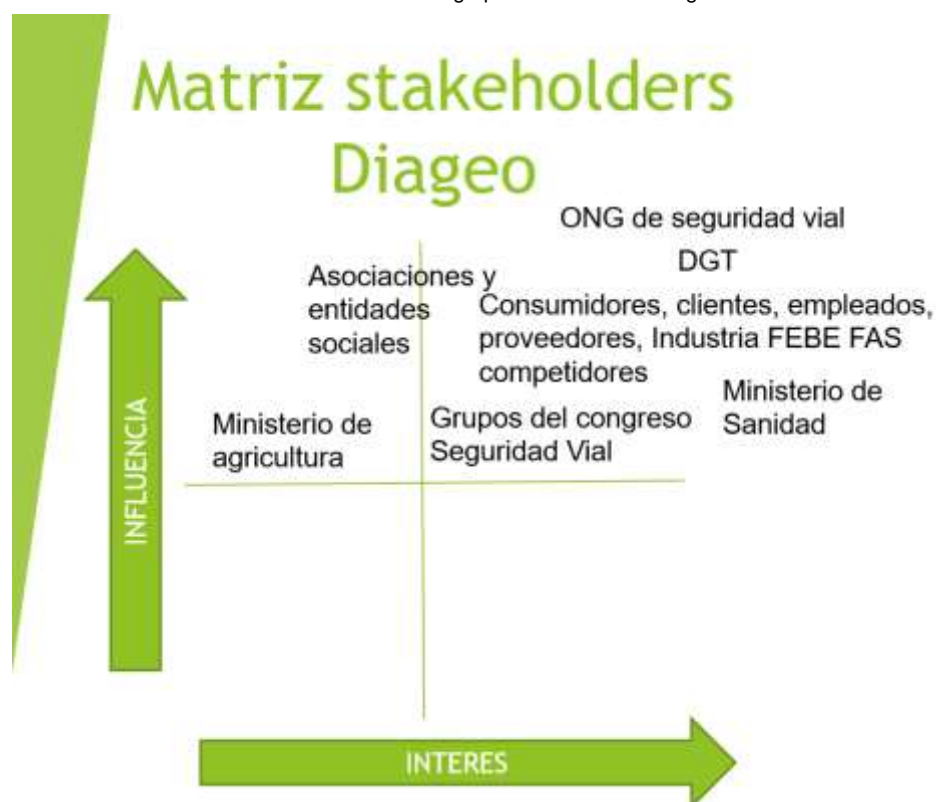 Matriz stakeholders
Diageo
ONG de seguridad vial
DGT
Asociaciones y
entidades
sociales
Consumidores, clientes, empleados,
proveedores, Industria FEBE FAS
competidores
Ministerio de
Sanidad
Ministerio de
agricultura
Grupos del congreso
Seguridad Vial
INFLUENCIA
INTERES